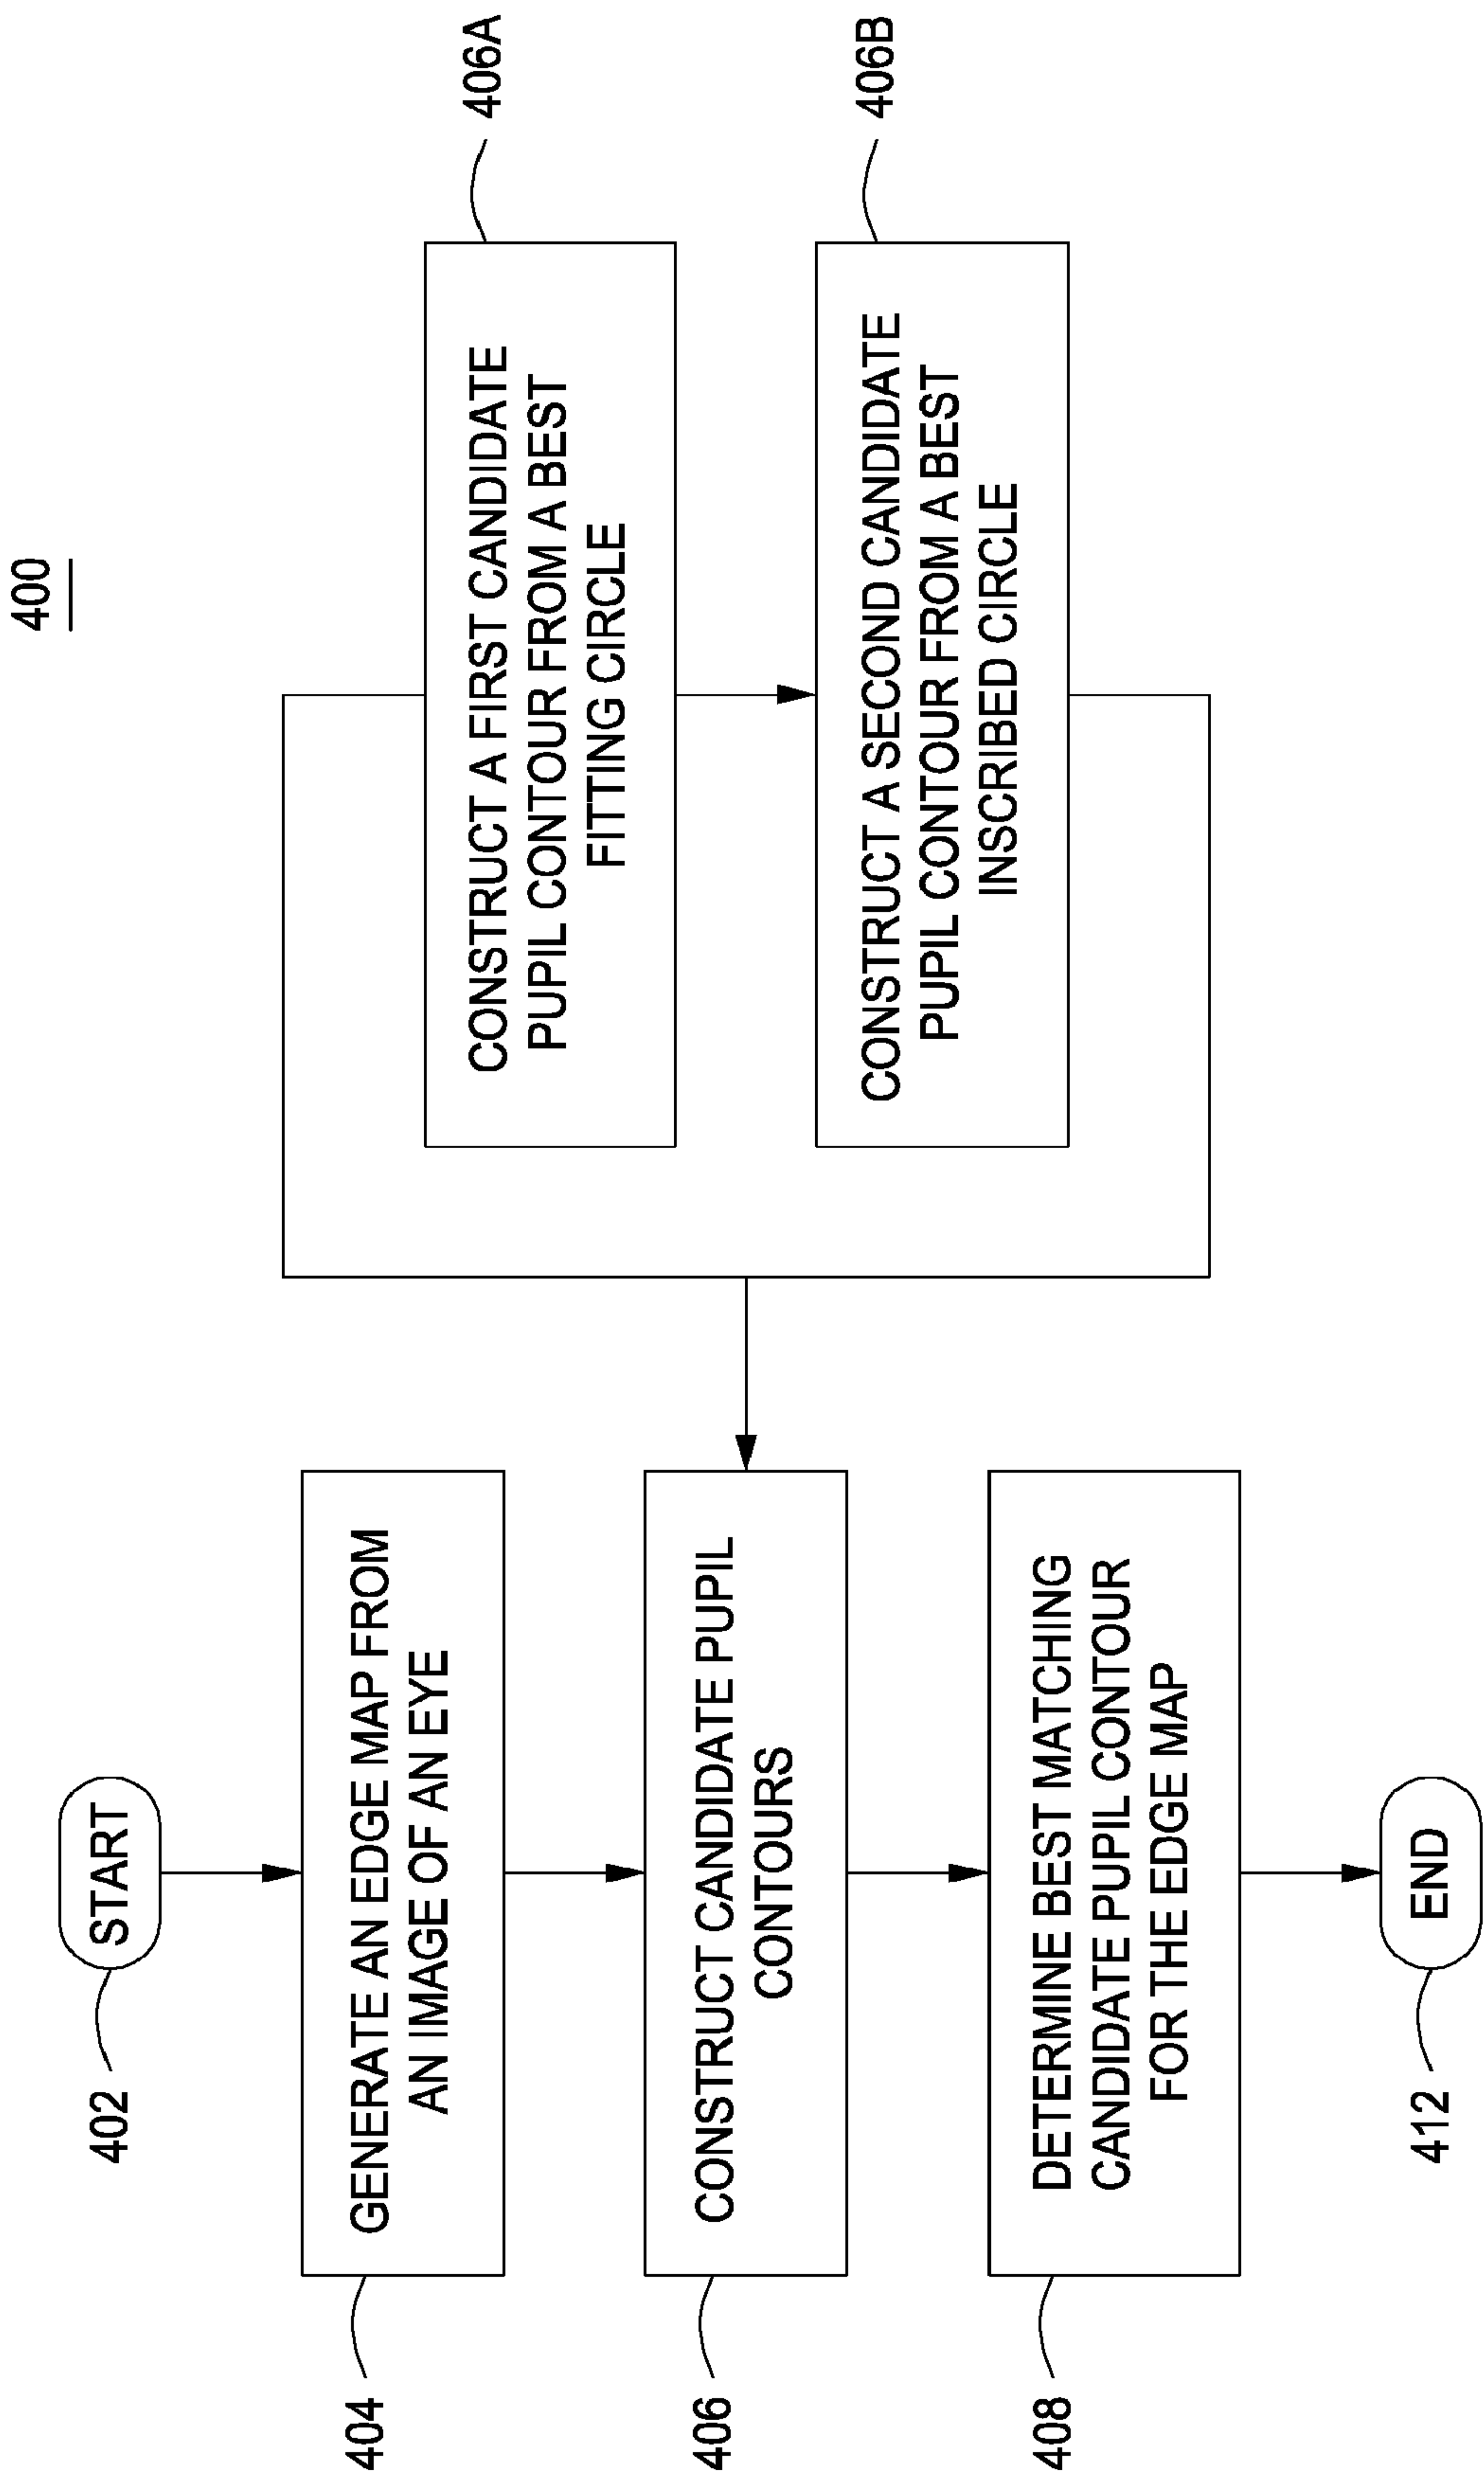 400
402
START
404
GENERATE AN EDGE MAP FROM
AN IMAGE OF AN EYE
406
CONSTRUCT CANDIDATE PUPIL
CONTOURS
408
DETERMINE BEST MATCHING
CANDIDATE PUPIL CONTOUR
FOR THE EDGE MAP
412
END
406A
CONSTRUCT A FIRST CANDIDATE
PUPIL CONTOUR FROM A BEST
FITTING CIRCLE
406B
CONSTRUCT A SECOND CANDIDATE
PUPIL CONTOUR FROM A BEST
INSCRIBED CIRCLE